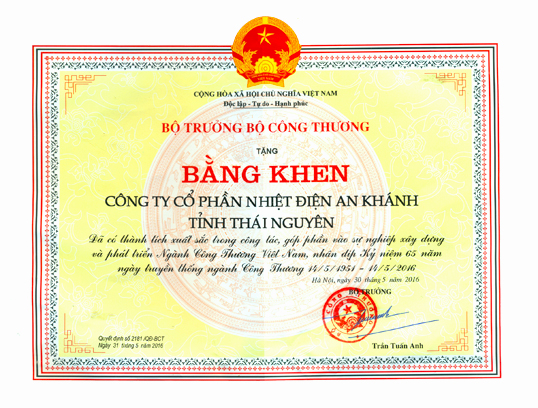 CỘNG HÒA XÃ HỘI CHỦ NGHĨA VIỆT NAM
Độc lập - Tự do - Hạnh phúc
BỘ TRƯỞNG BỘ CÔNG THƯƠNG
TẶNG
BẰNG KHEN
CÔNG TY CỔ PHẦN NHIỆT ĐIỆN AN KHÁNH
TỈNH THÁI NGUYÊN
Đã có thành tích xuất sắc trong công tác, góp phần vào sự nghiệp xây dựng
và phát triển Ngành Công Thương Việt Nam, nhân dịp Kỷ niệm 65 năm
ngày truyền thống ngành Công Thương 14/5/1951 - 14/5/2016
Hà Nội, ngày 30 tháng 5 năm 2016
BỘ TRƯỞNG
Trần Tuấn Anh
Quyết định số 2181/QĐ-BCT
Ngày 31 tháng 5 năm 2016